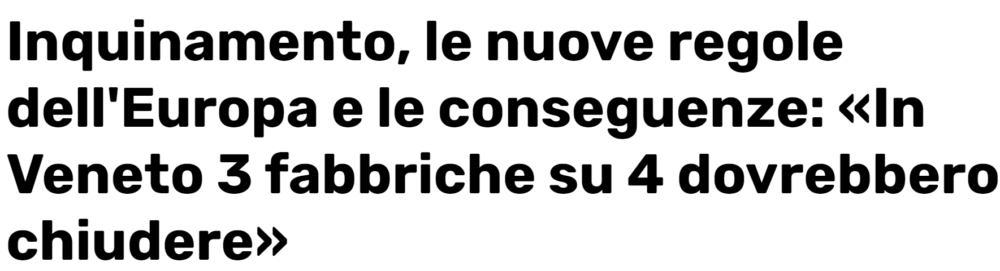 Inquinamento, le nuove regole
dell'Europa e le conseguenze: «In
Veneto 3 fabbriche su 4 dovrebbero
chiudere»